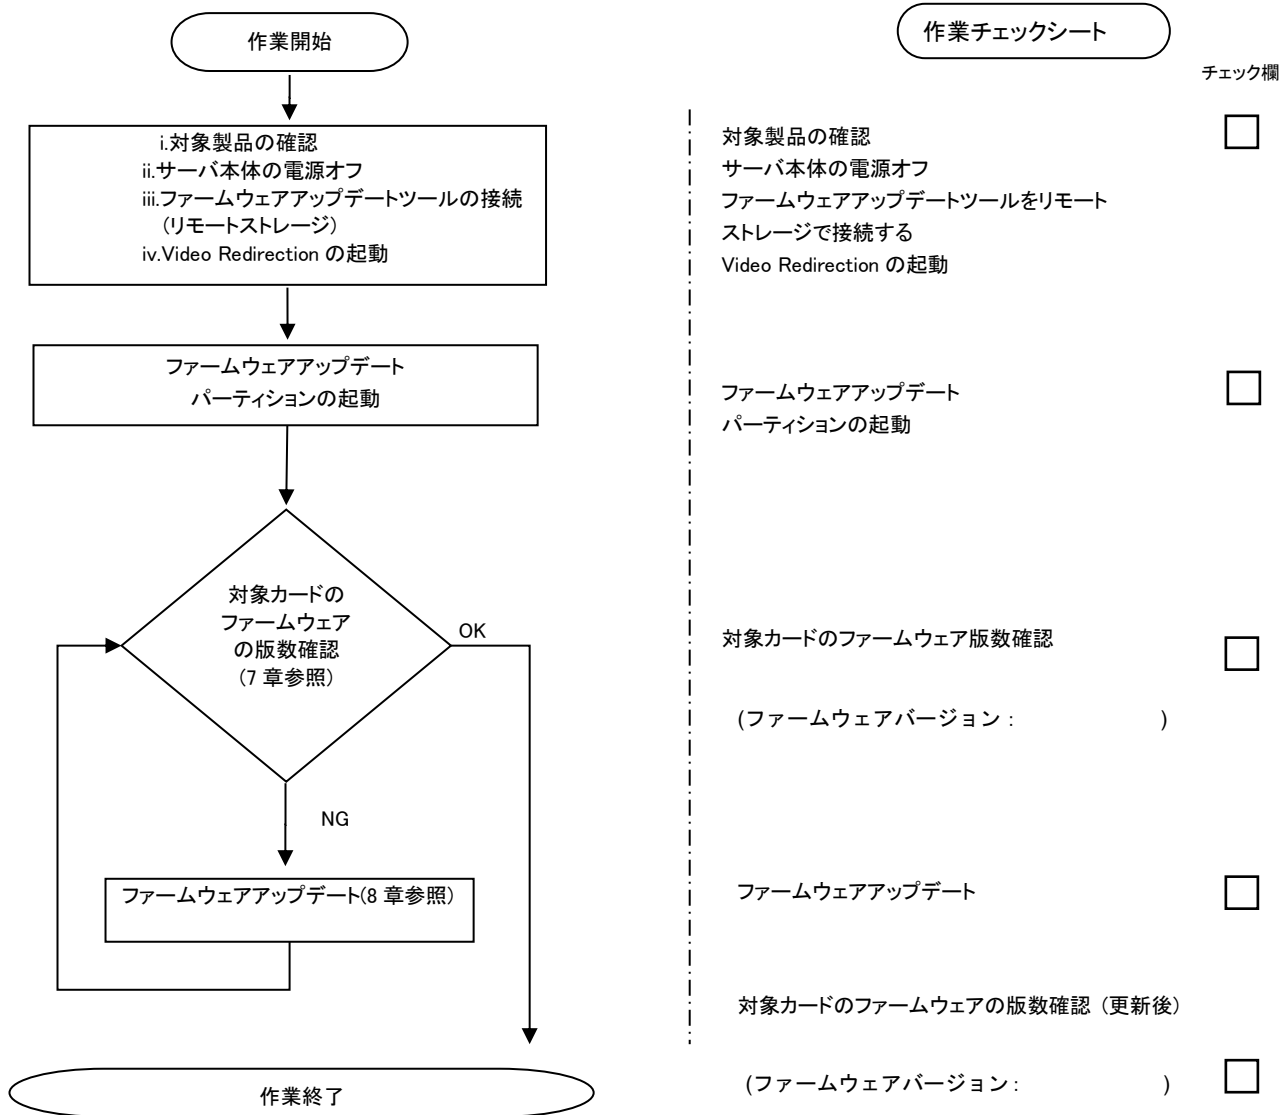 作業開始
i.対象製品の確認
ii.サーバ本体の電源オフ
iii.ファームウェアアップデートツールの接続
(リモートストレージ)
iv.Video Redirection の起動
ファームウェアアップデート
パーティションの起動
対象カードの
ファームウェア
の版数確認
(7 章参照)
OK
NG
ファームウェアアップデート(8 章参照)
作業終了
作業チェックシート
チェック欄
対象製品の確認
サーバ本体の電源オフ
ファームウェアアップデートツールをリモート
ストレージで接続する
Video Redirection の起動
ファームウェアアップデート
パーティションの起動
対象カードのファームウェア版数確認
(ファームウェアバージョン : )
ファームウェアアップデート
対象カードのファームウェアの版数確認 (更新後)
(ファームウェアバージョン : )